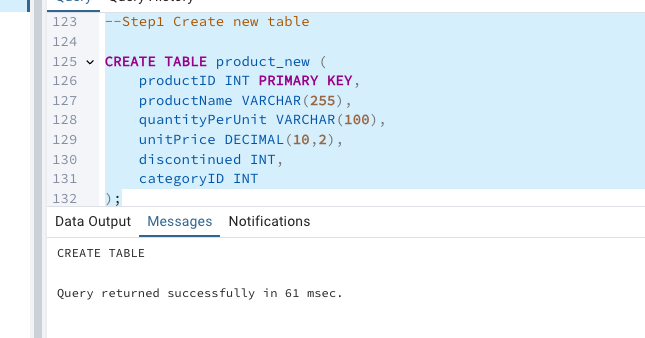 Query Query History
123 --Step1 Create new table
124
125 CREATE TABLE product_new (
126 productID INT PRIMARY KEY,
127 productName VARCHAR(255),
128 quantityPerUnit VARCHAR(100),
129 unitPrice DECIMAL(10,2),
130 discontinued INT,
131 categoryID INT
132 );
Data Output Messages Notifications
CREATE TABLE
Query returned successfully in 61 msec.